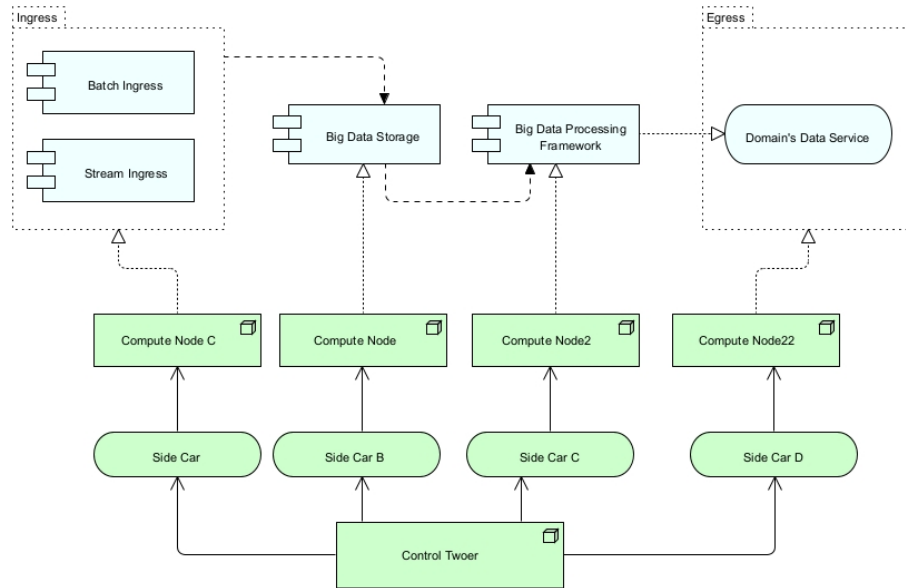 Ingress
Egress
Batch Ingress
Stream Ingress
Big Data Storage
Big Data Processing
Framework
Domain's Data Service
Compute Node C
Compute Node
Compute Node2
Compute Node22
Side Car
Side Car B
Side Car C
Side Car D
Control Twoer